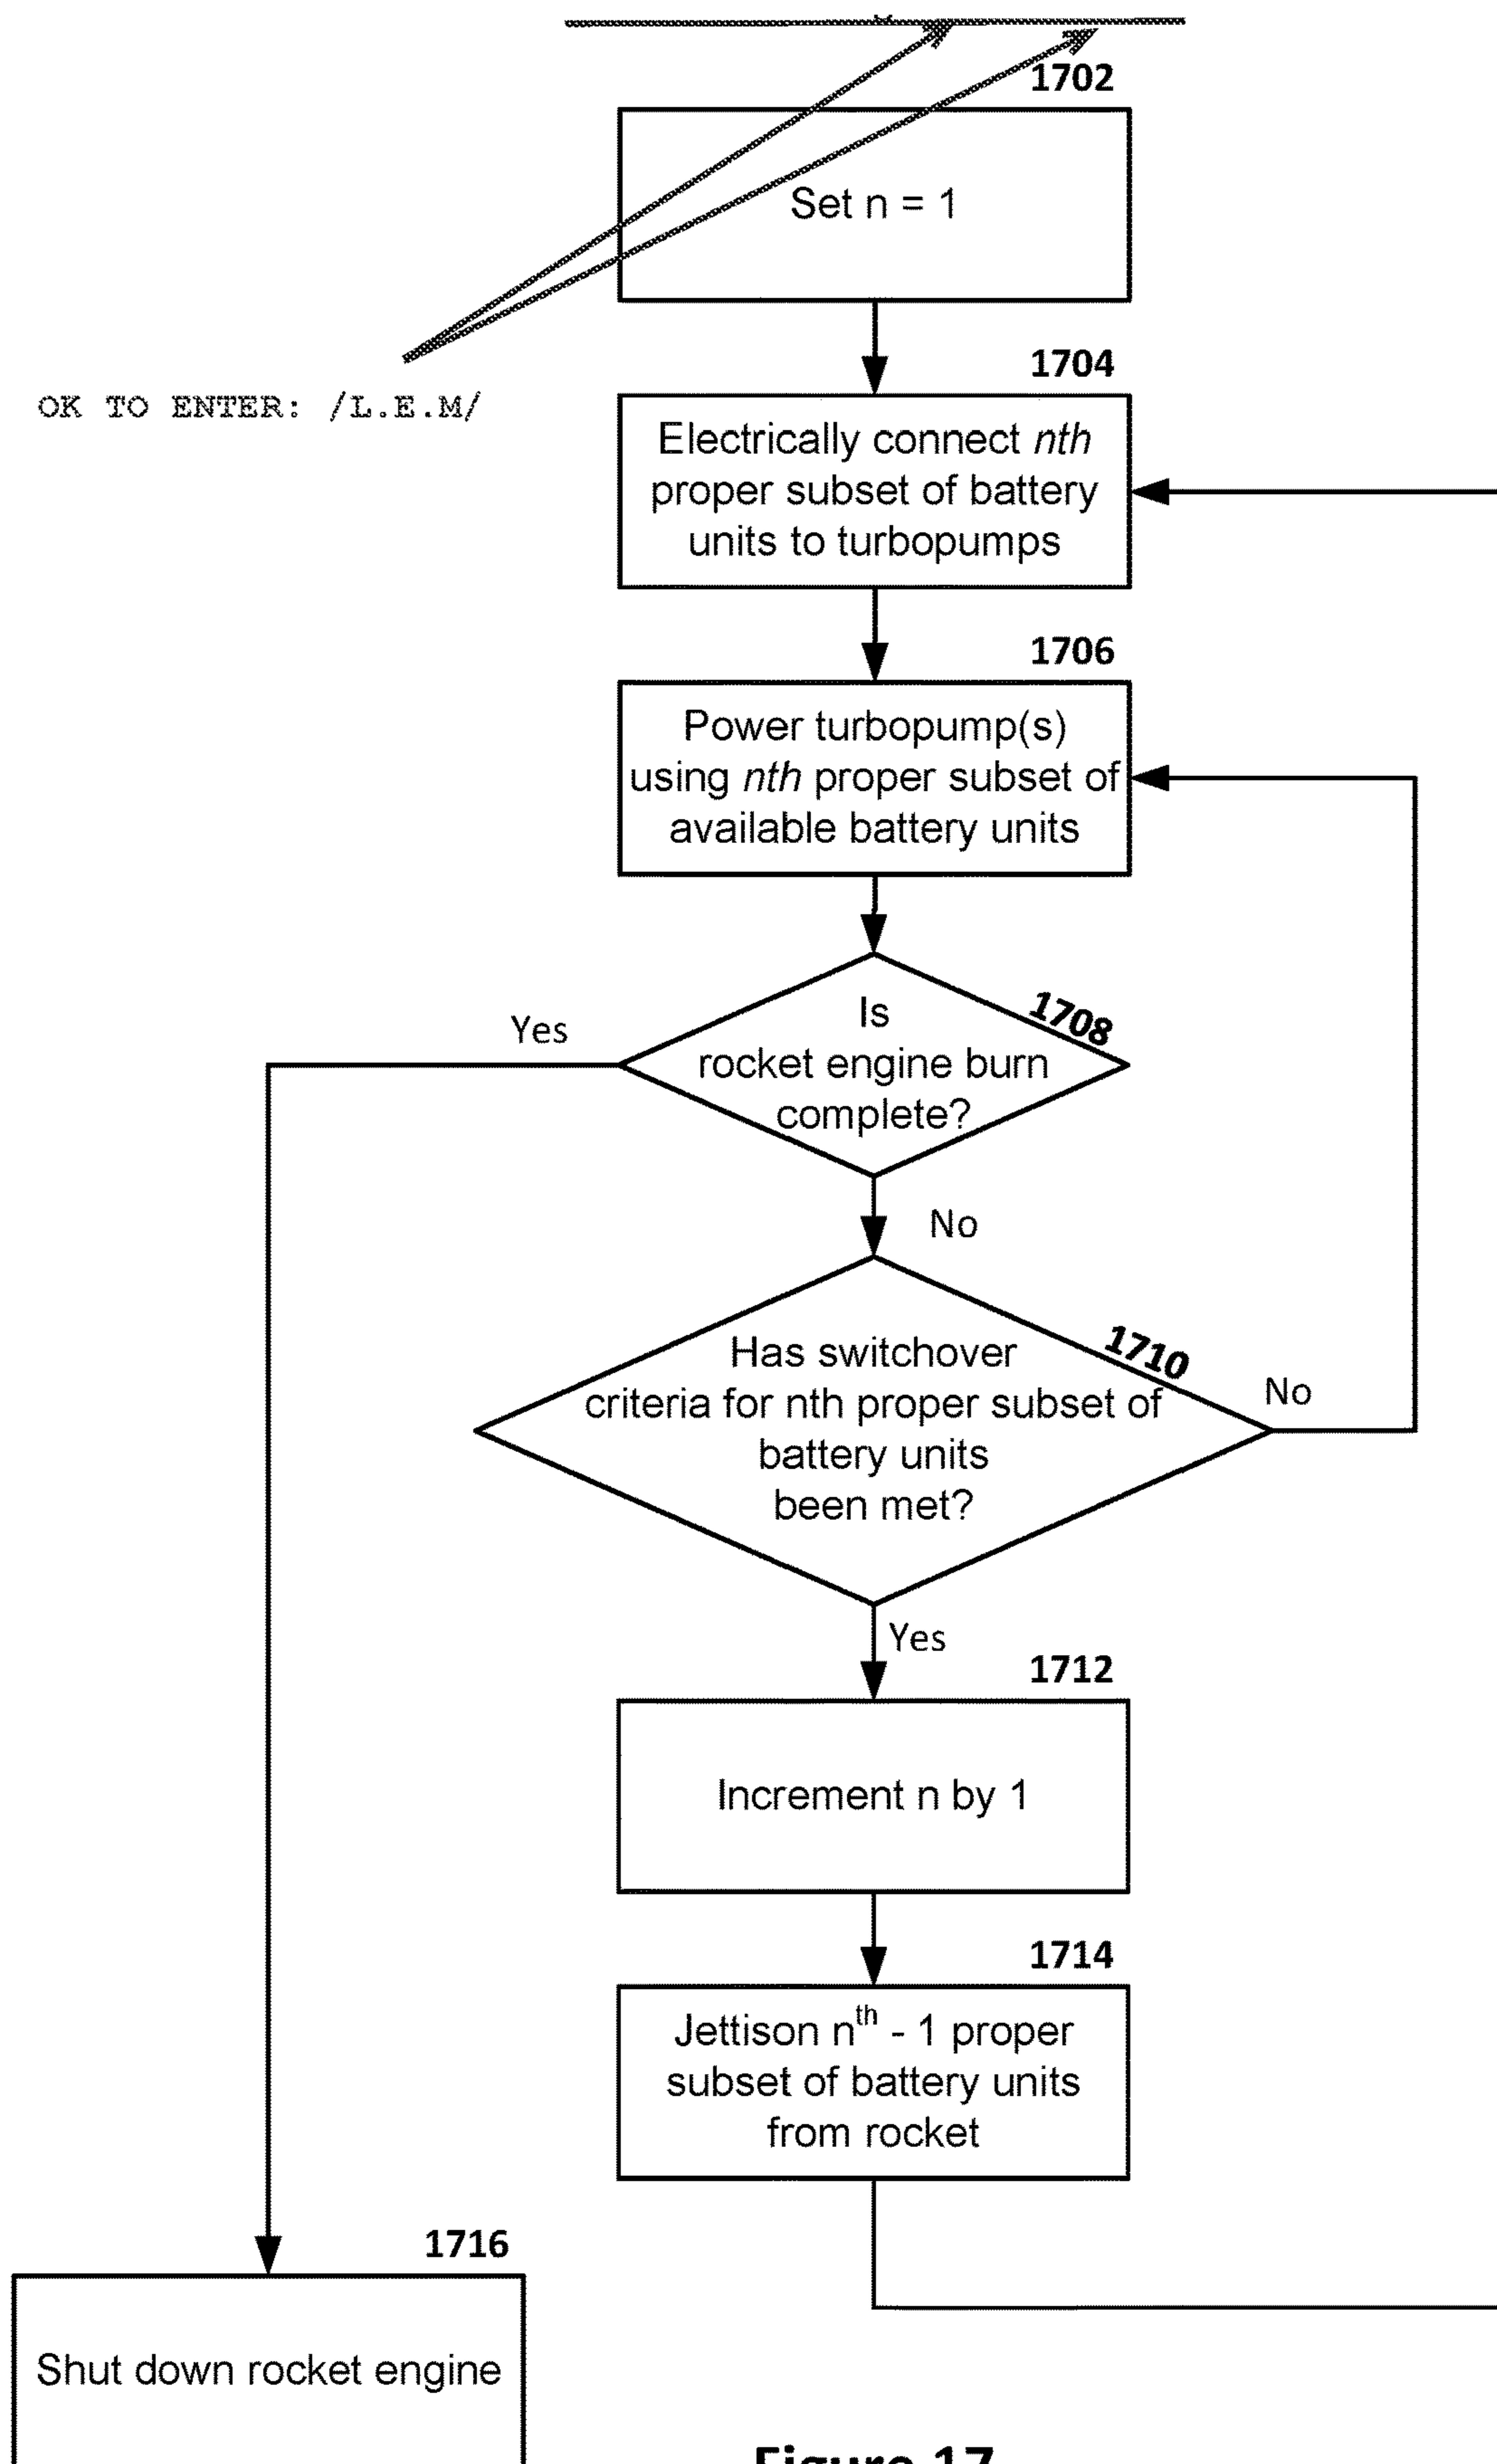 1702
Set n = 1
OK TO ENTER: /L.E.M/
1704
Electrically connect nth
proper subset of battery
units to turbopumps
1706
Power turbopump(s)
using nth proper subset of
available battery units
1708
Is
rocket engine burn
complete?
Yes
No
1710
Has switchover
criteria for nth proper subset of
battery units
been met?
No
Yes
1712
Increment n by 1
1714
Jettison nth - 1 proper
subset of battery units
from rocket
1716
Shut down rocket engine
Figure 17